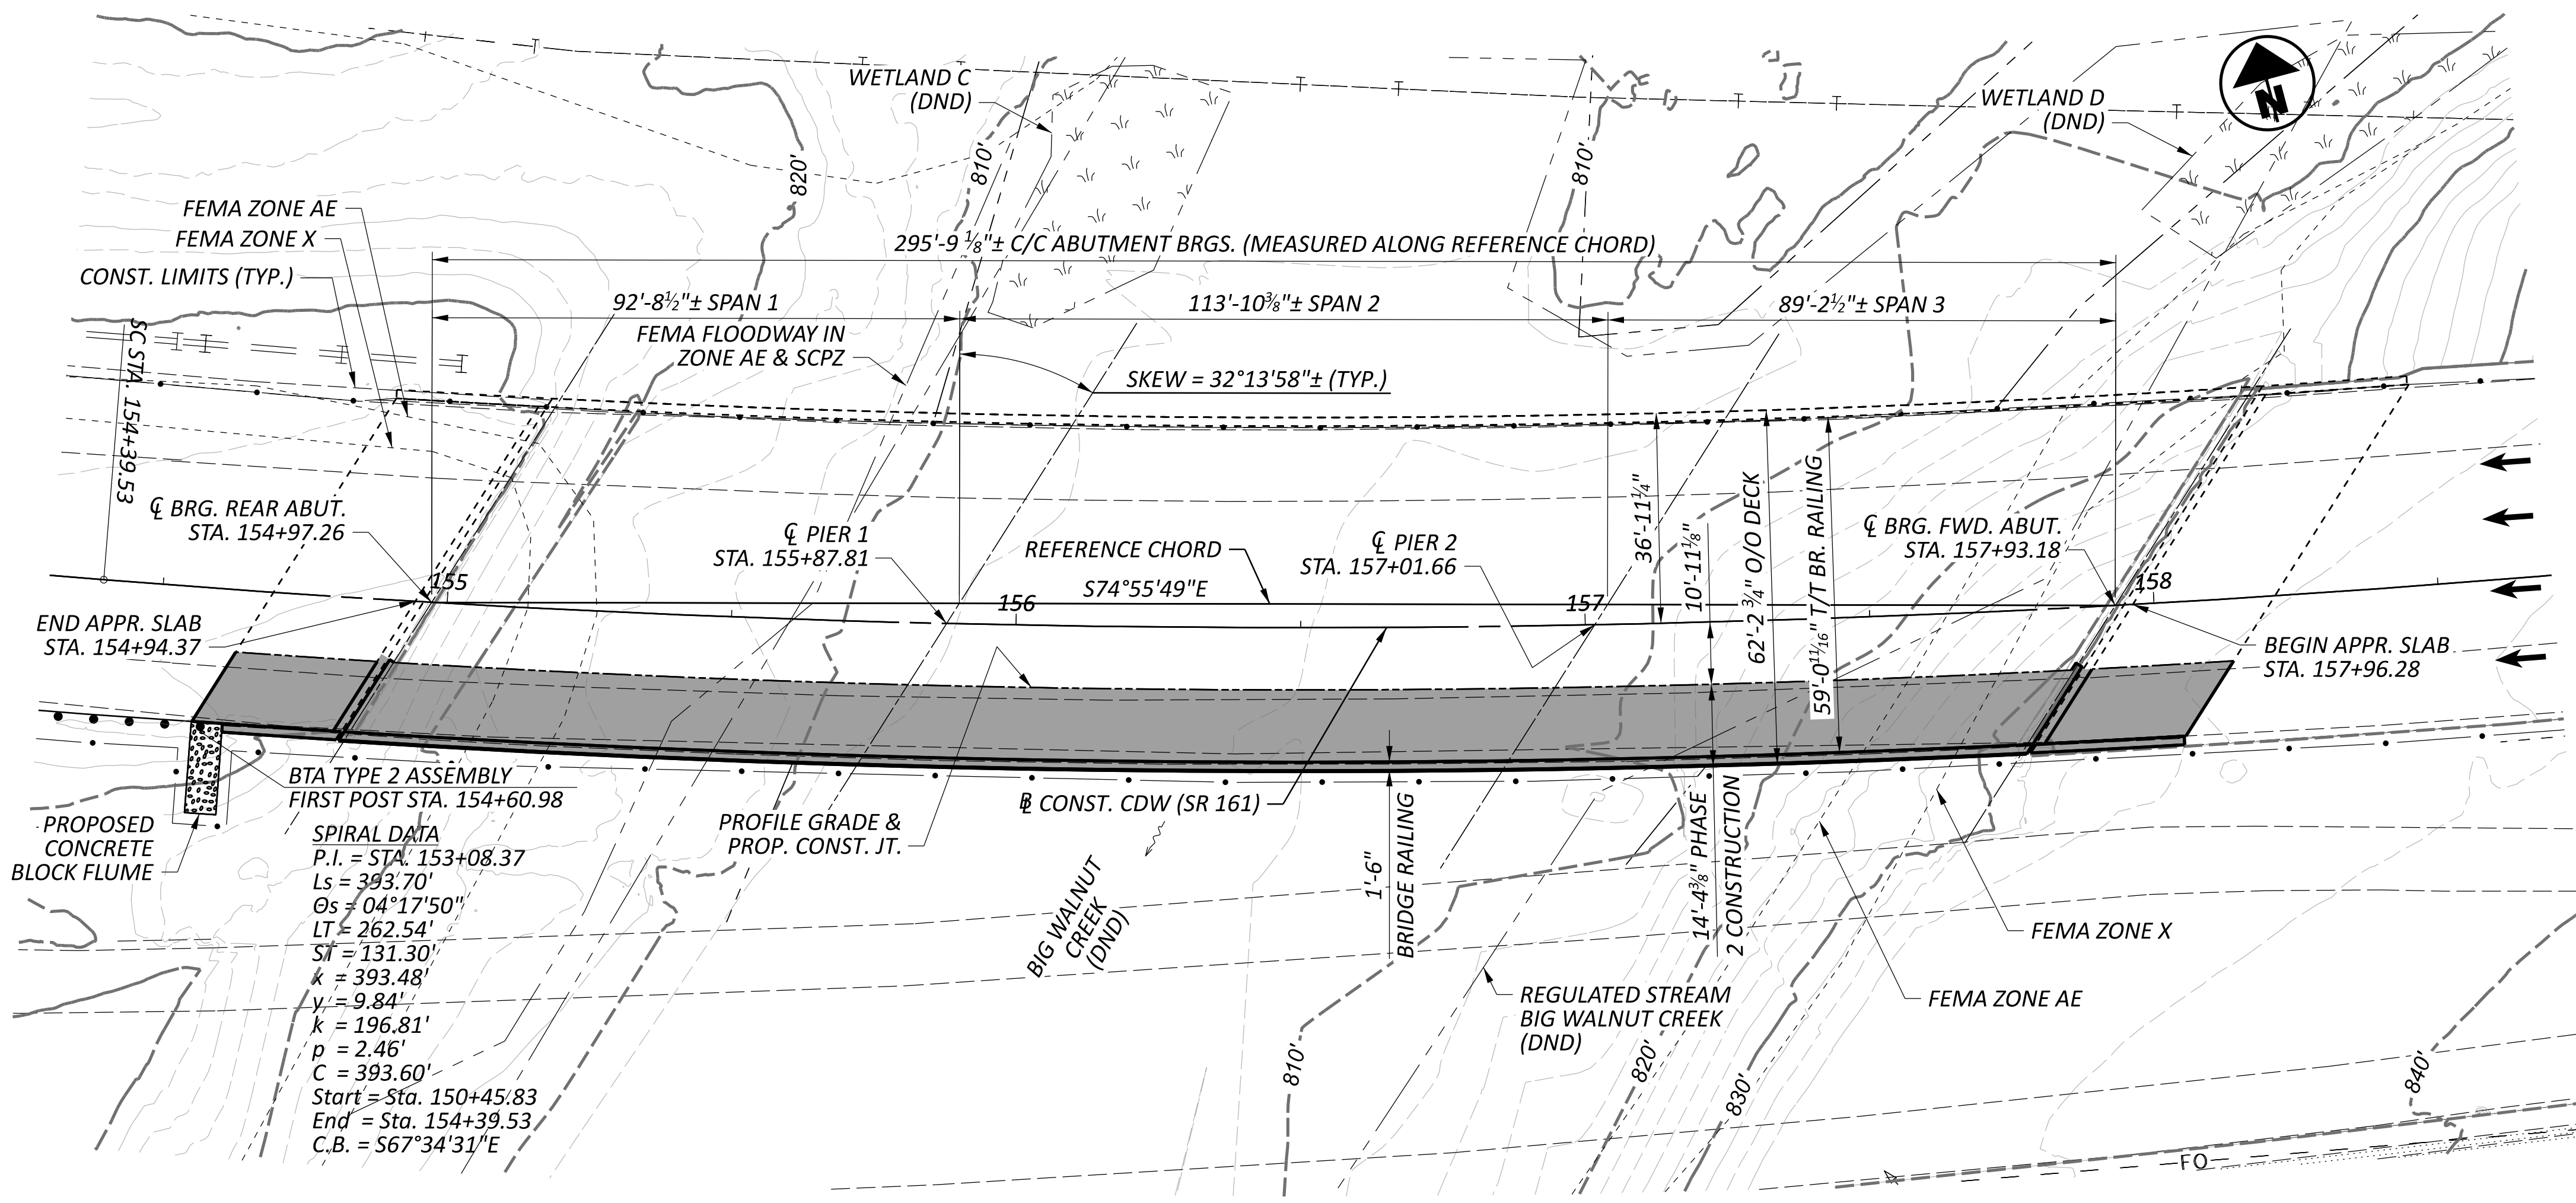 WETLAND C
(DND)
WETLAND D
(DND)
N
820'
810'
810'
FEMA ZONE AE
FEMA ZONE X
CONST. LIMITS (TYP.)
295'-9 1/8"± C/C ABUTMENT BRGS. (MEASURED ALONG REFERENCE CHORD)
92'-8½"± SPAN 1
113'-10⅜"± SPAN 2
89'-2½"± SPAN 3
FEMA FLOODWAY IN
ZONE AE & SCPZ
SKEW = 32°13'58"± (TYP.)
SC STA. 154+39.53
℄ BRG. REAR ABUT.
STA. 154+97.26
℄ PIER 1
STA. 155+87.81
REFERENCE CHORD
S74°55'49"E
℄ PIER 2
STA. 157+01.66
36'-11¼"
10'-11⅛"
62'-2 ¾" O/O DECK
59'-0 11/16" T/T BR. RAILING
℄ BRG. FWD. ABUT.
STA. 157+93.18
155
156
157
158
END APPR. SLAB
STA. 154+94.37
BEGIN APPR. SLAB
STA. 157+96.28
BTA TYPE 2 ASSEMBLY
FIRST POST STA. 154+60.98
PROPOSED
CONCRETE
BLOCK FLUME
PROFILE GRADE &
PROP. CONST. JT.
BL CONST. CDW (SR 161)
1'-6"
BRIDGE RAILING
14'-4⅜" PHASE
2 CONSTRUCTION
BIG WALNUT
CREEK
(DND)
SPIRAL DATA
P.I. = STA. 153+08.37
Ls = 393.70'
Θs = 04°17'50"
LT = 262.54'
ST = 131.30'
x = 393.48'
y = 9.84'
k = 196.81'
p = 2.46'
C = 393.60'
Start = Sta. 150+45.83
End = Sta. 154+39.53
C.B. = S67°34'31"E
FEMA ZONE X
FEMA ZONE AE
REGULATED STREAM
BIG WALNUT CREEK
(DND)
810'
820'
830'
840'
FO